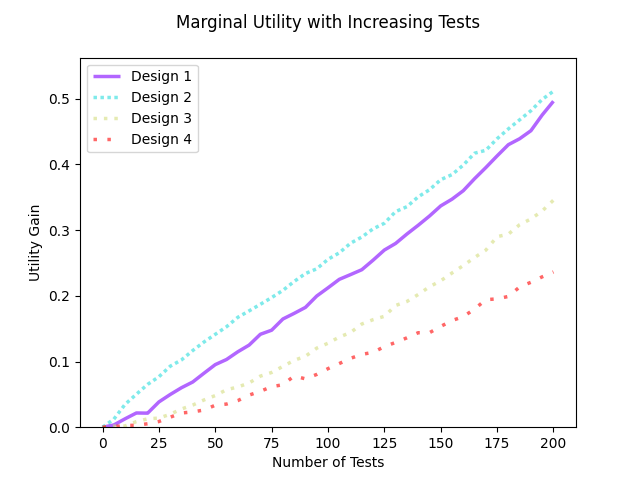 Marginal Utility with Increasing Tests
Design 1
Design 2
Design 3
Design 4
Utility Gain
0.5
0.4
0.3
0.2
0.1
0.0
0 25 50 75 100 125 150 175 200
Number of Tests